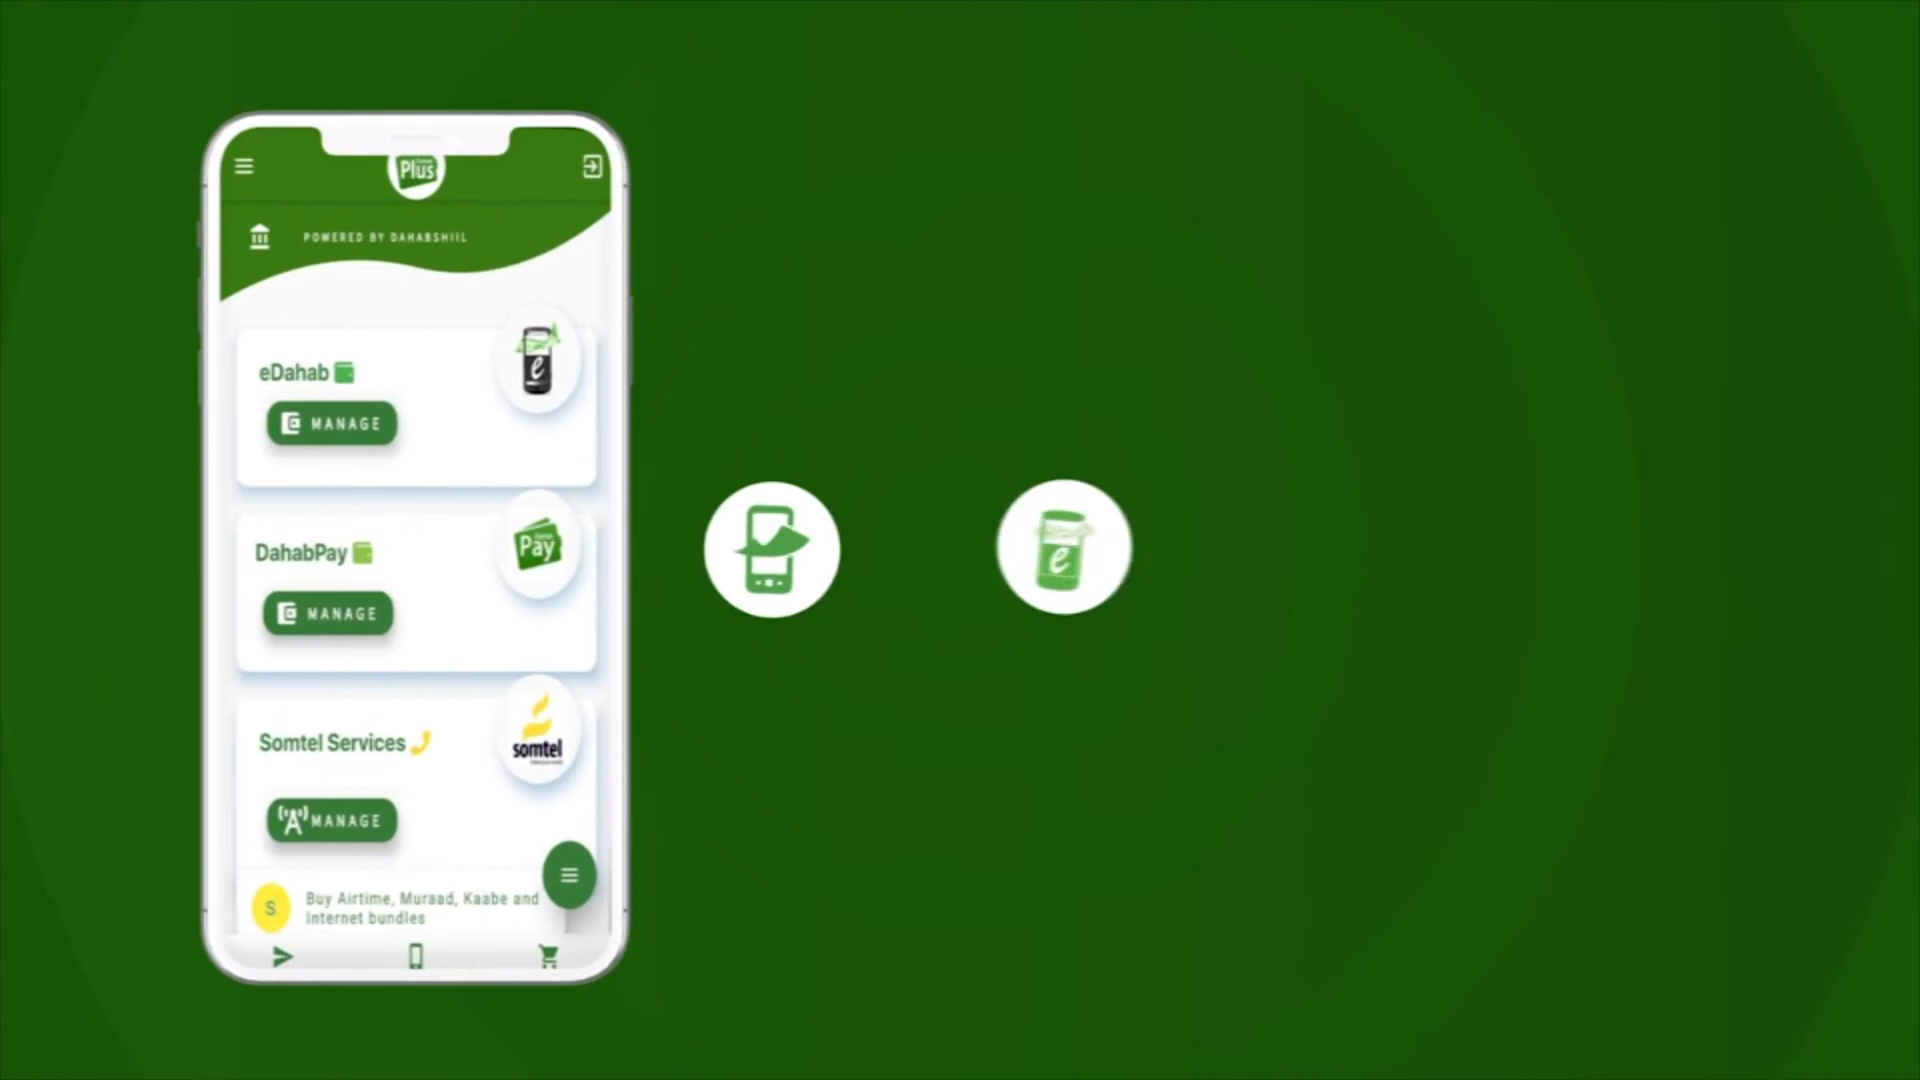 Plus
POWERED BY DAHABSHIIL
eDahab
e
MANAGE
DahabPay
Pay
MANAGE
Somtel Services
somtel
MANAGE
S
Buy Airtime, Muraad, Kaabe and
Internet bundles
e